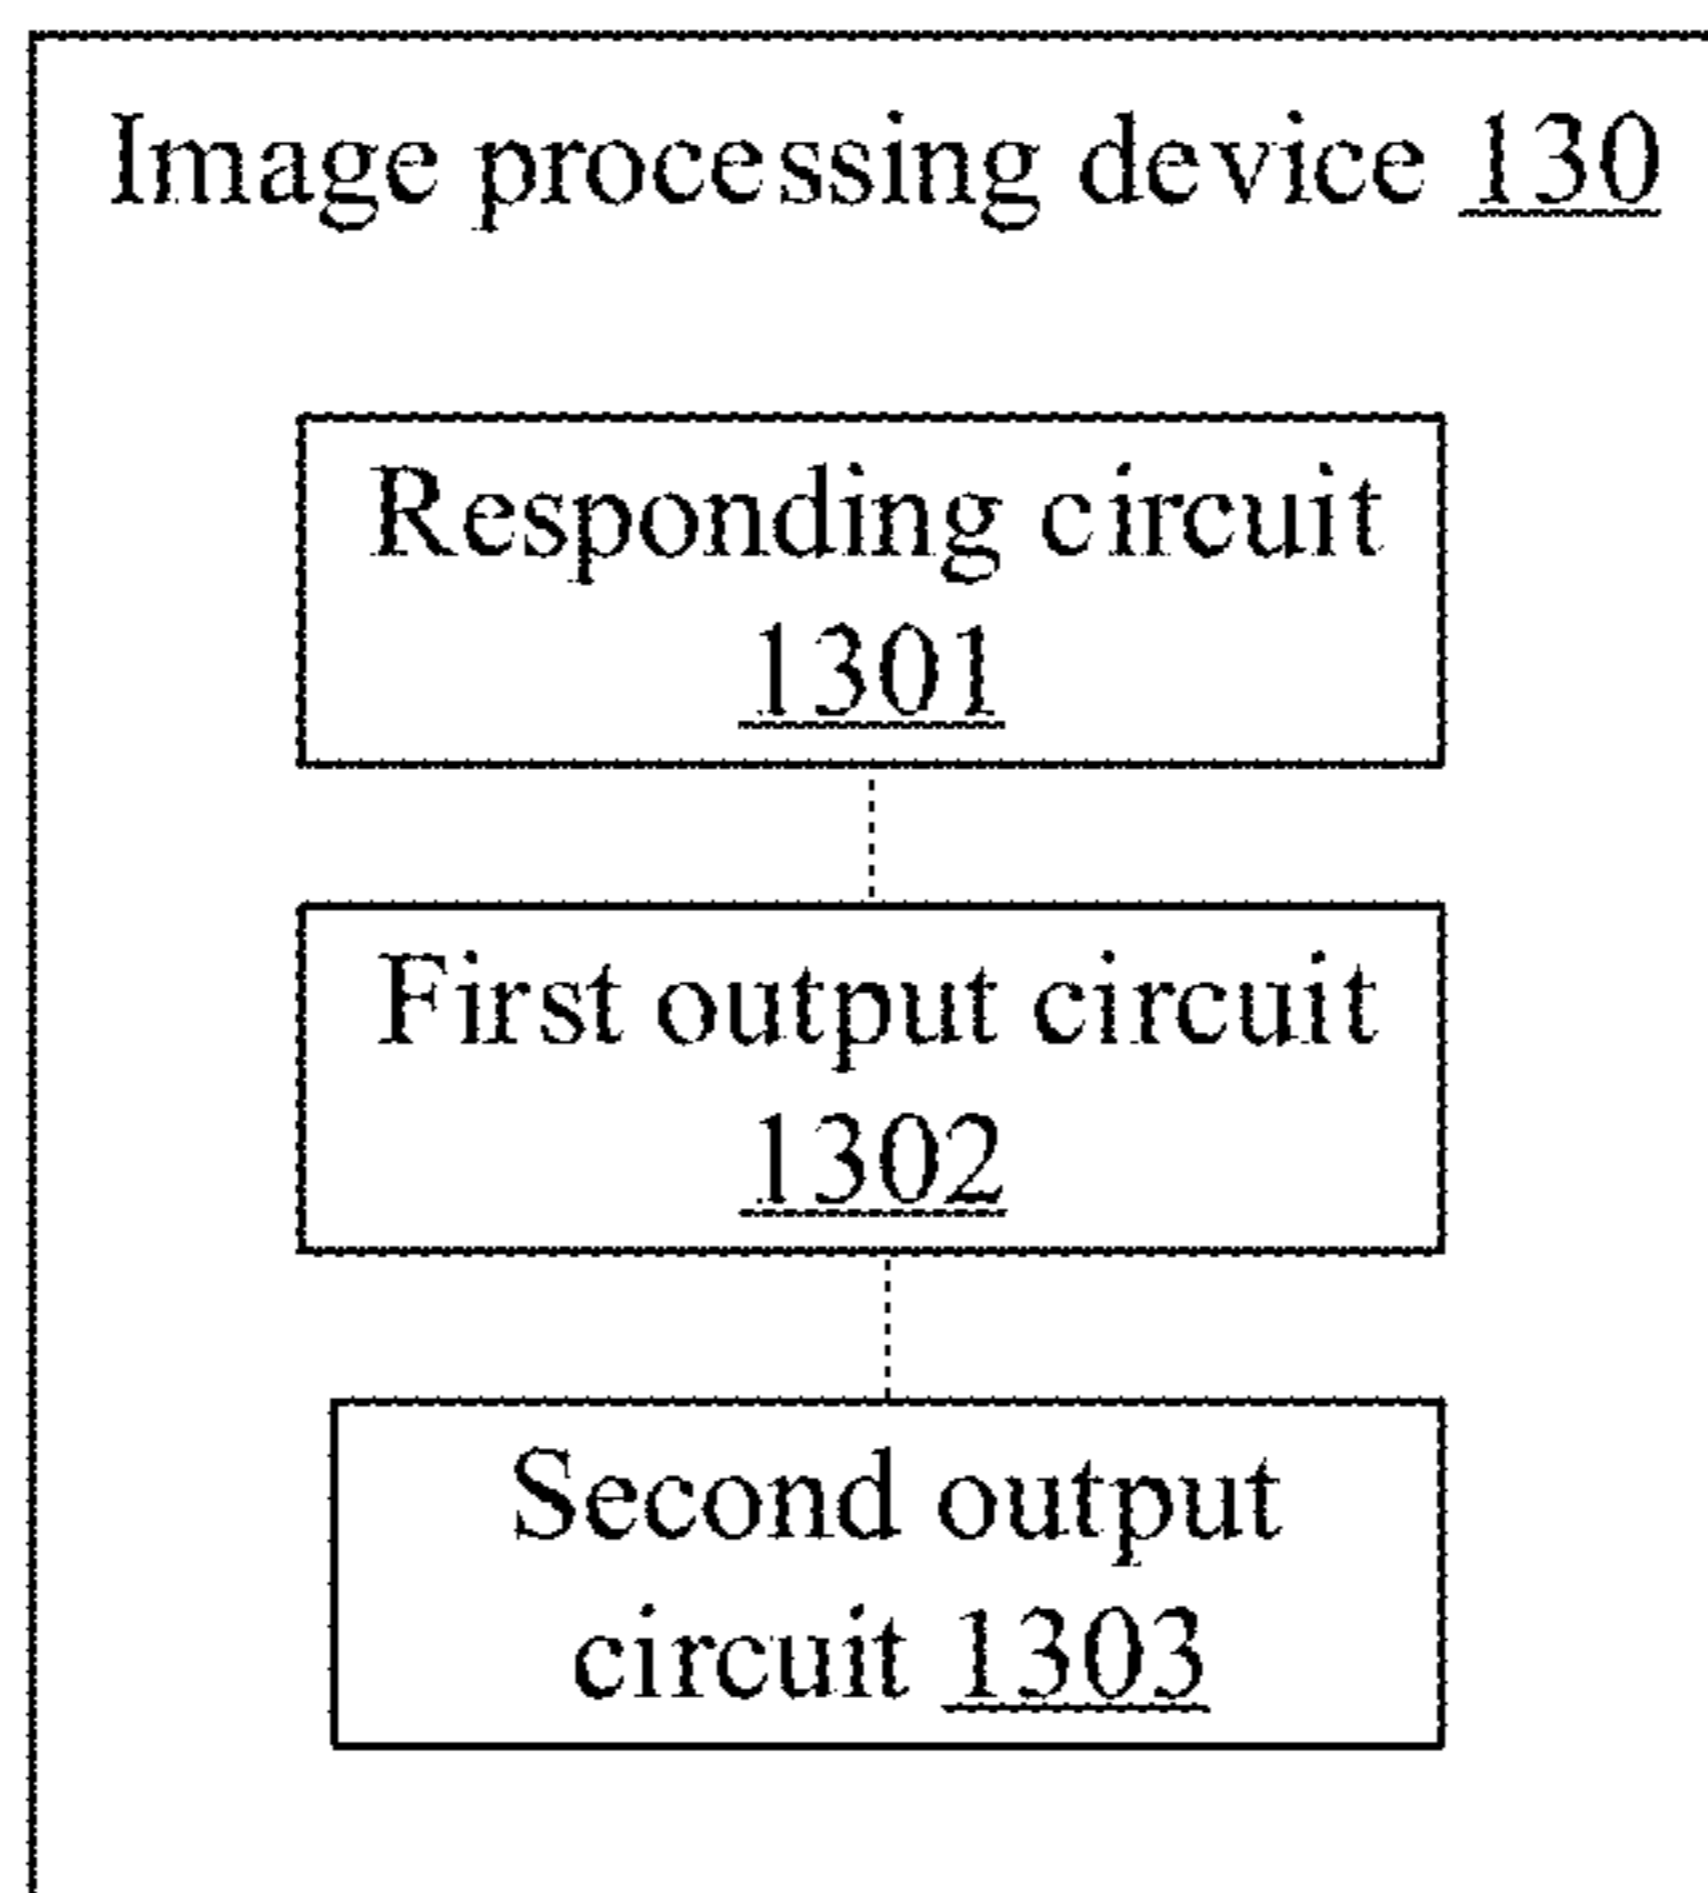 Image processing device 130
Responding circuit
1301
First output circuit
1302
Second output
circuit 1303